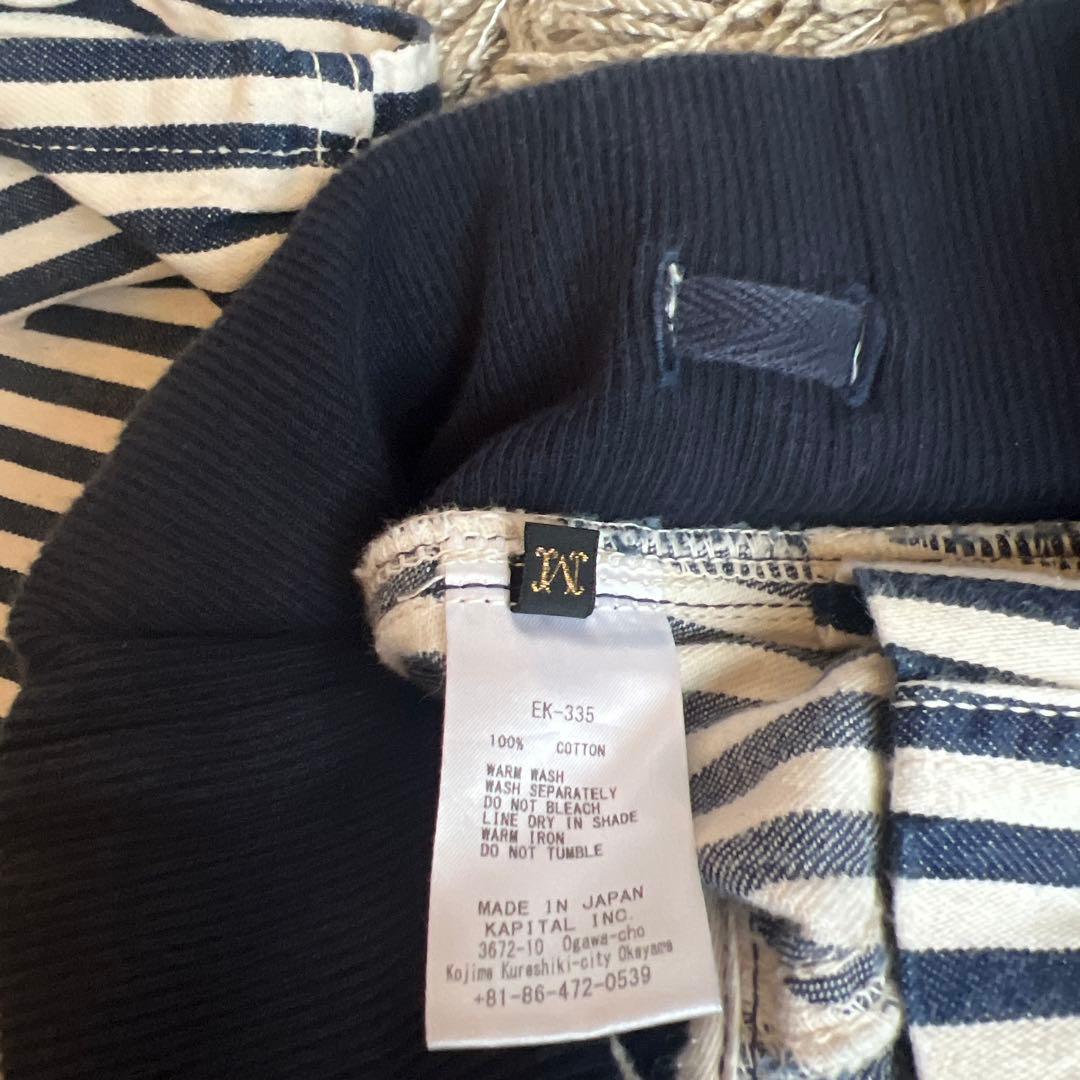 M
EK-335
100% COTTON
WARM WASH
WASH SEPARATELY
DO NOT BLEACH
LINE DRY IN SHADE
WARM IRON
DO NOT TUMBLE
MADE IN JAPAN
KAPITAL INC.
3672-10 Ogawa-cho
Kojima Kurashiki-city Okayama
+81-86-472-0539